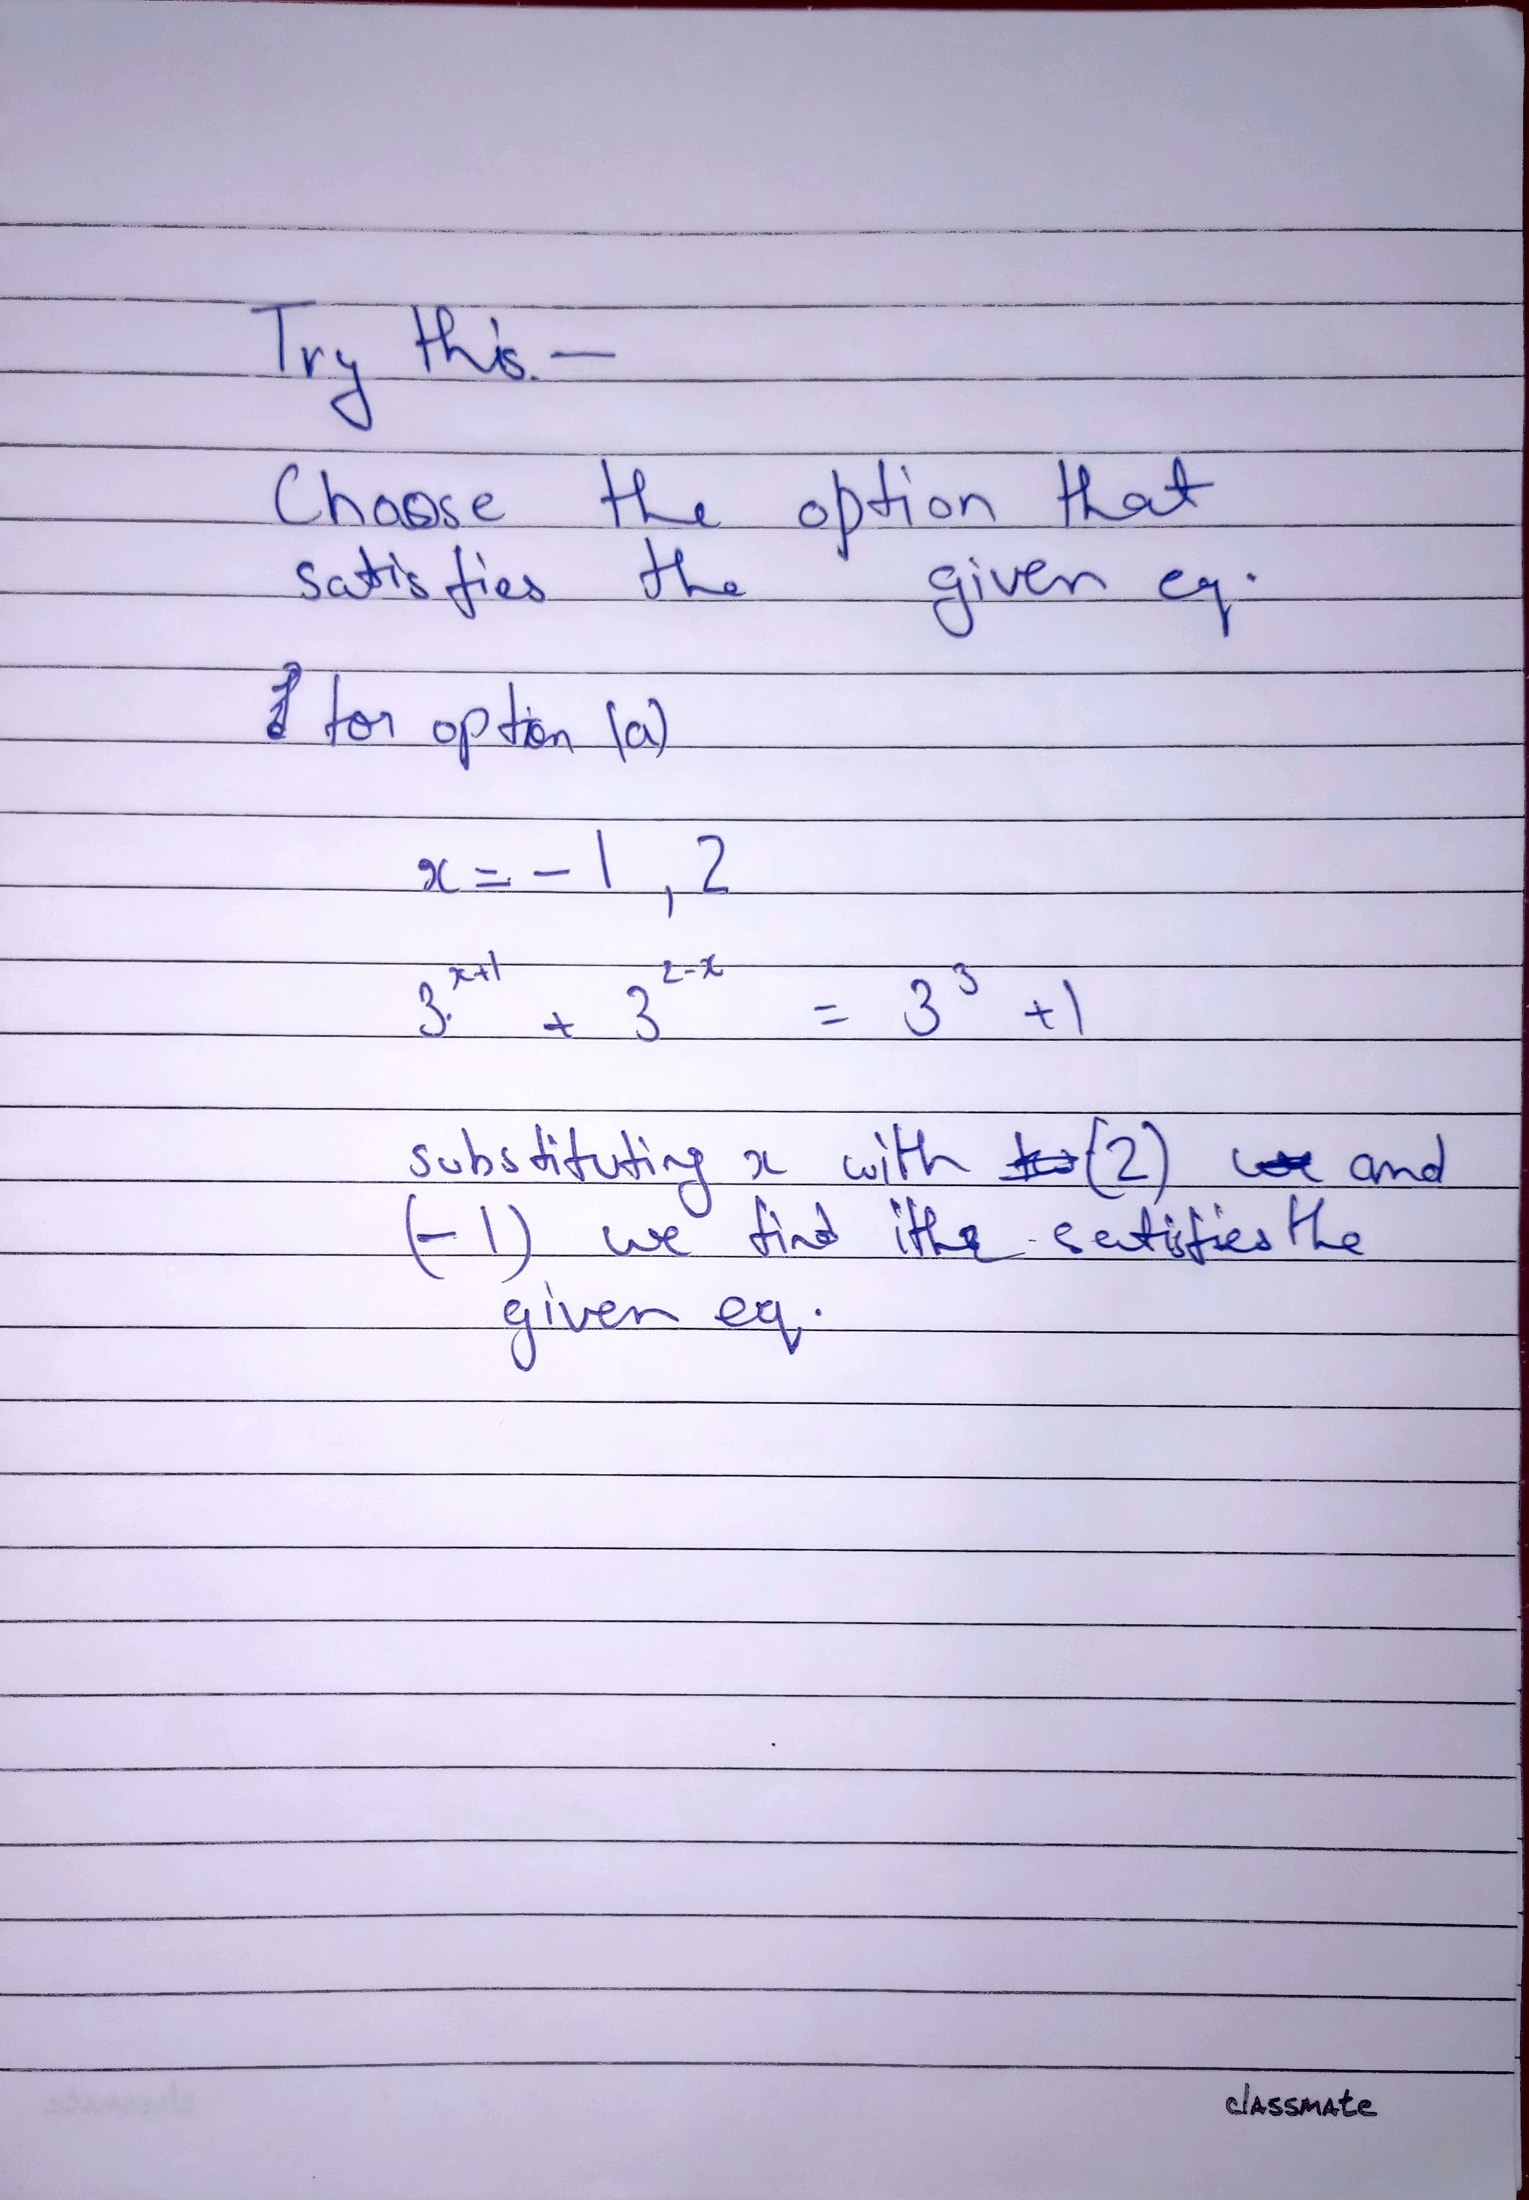 Try this. —
Choose the option that
satisfies the given eq.
for option (a)
x = - 1 , 2
3^{x+1} + 3^{2-x} = 3^3 + 1
substituting x with (2) and
(-1) we find satisfies the
given eq.
classmate